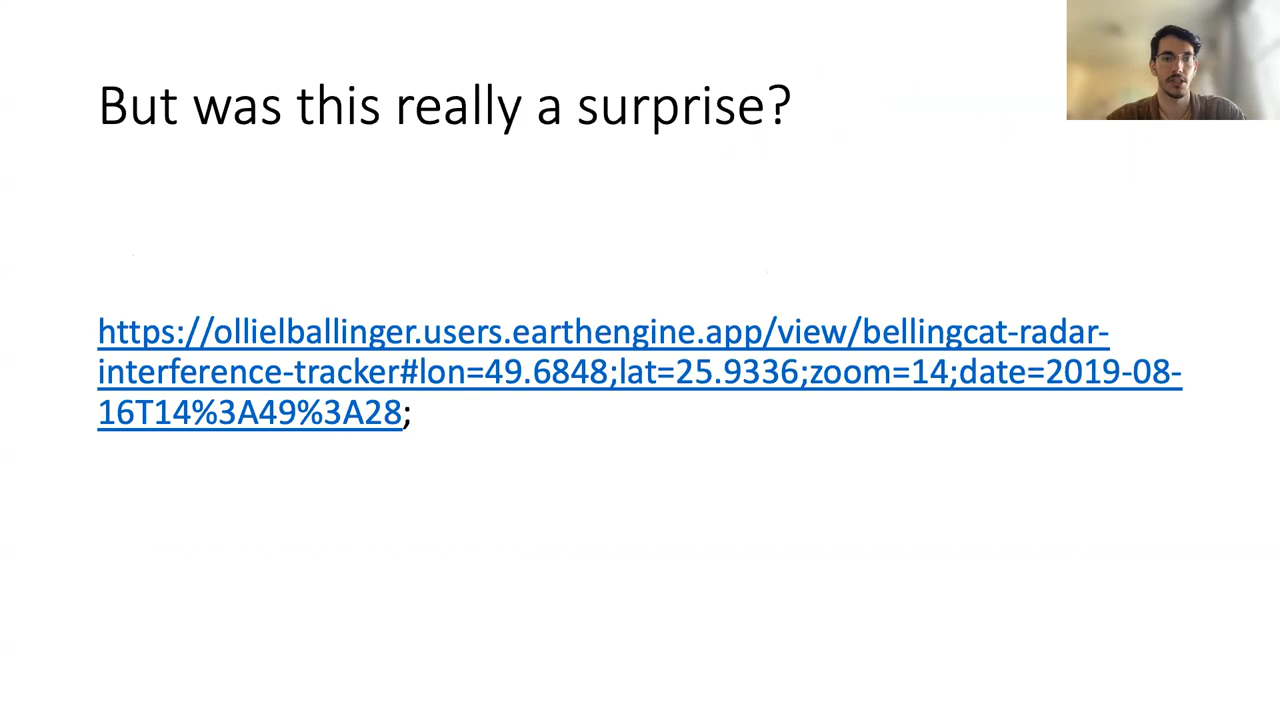 But was this really a surprise?
https://ollielballinger.users.earthengine.app/view/bellingcat-radar-
interference-tracker#lon=49.6848;lat=25.9336;zoom=14;date=2019-08-
16T14%3A49%3A28;